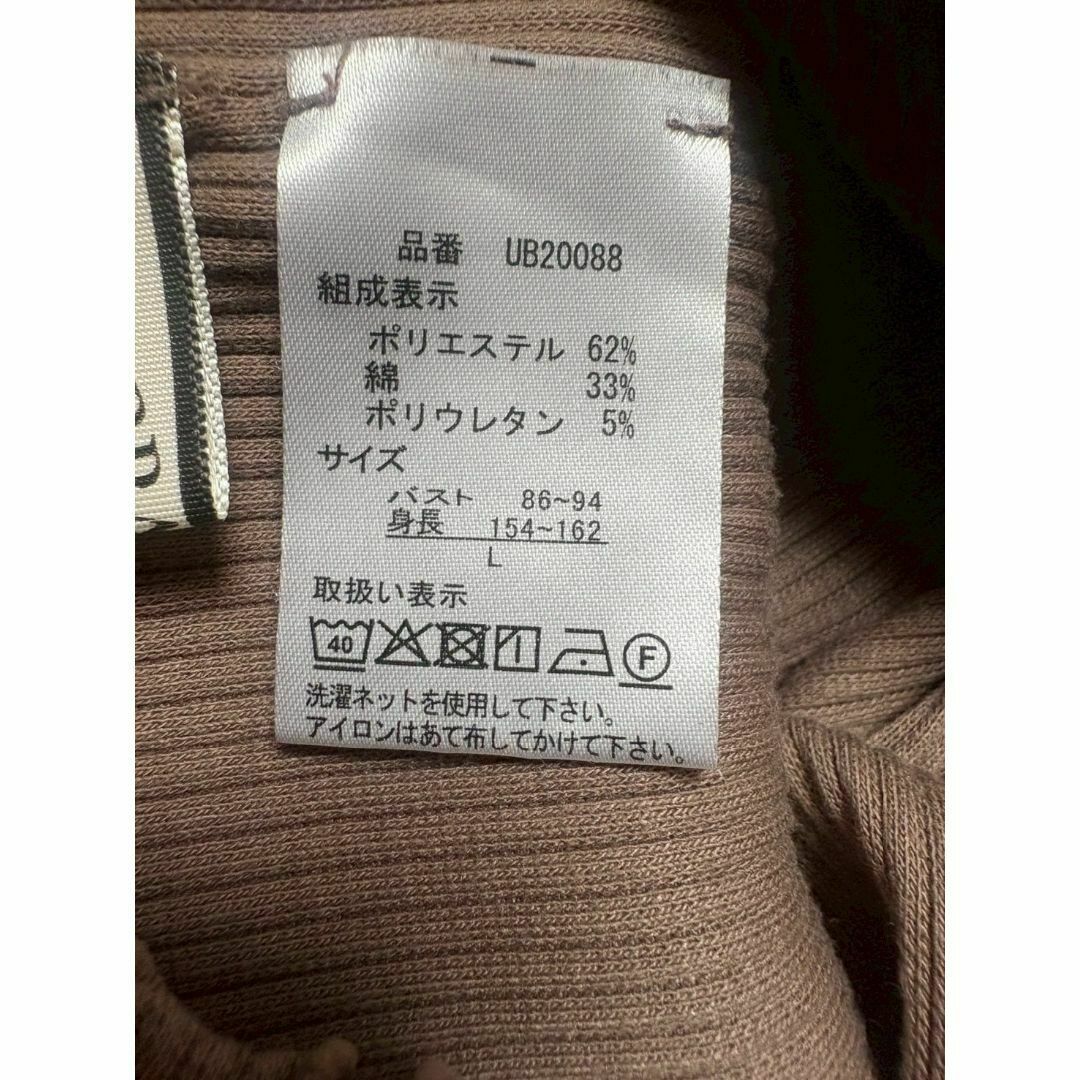 品番 UB20088
組成表示
ポリエステル 62%
綿 33%
ポリウレタン 5%
サイズ
バスト 86~94
身長 154~162
L
取扱い表示
40 F
洗濯ネットを使用して下さい。
アイロンはあて布してかけて下さい。